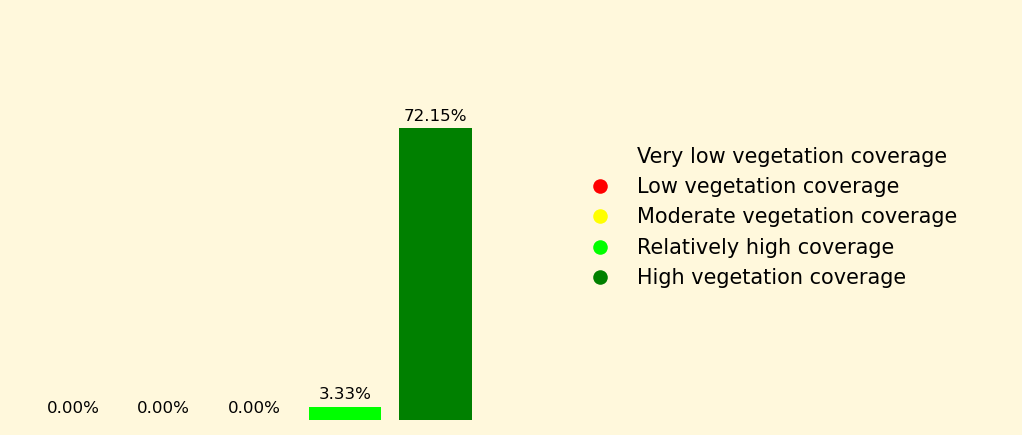 72.15%
3.33%
0.00%
0.00%
0.00%
Very low vegetation coverage
Low vegetation coverage
Moderate vegetation coverage
Relatively high coverage
High vegetation coverage